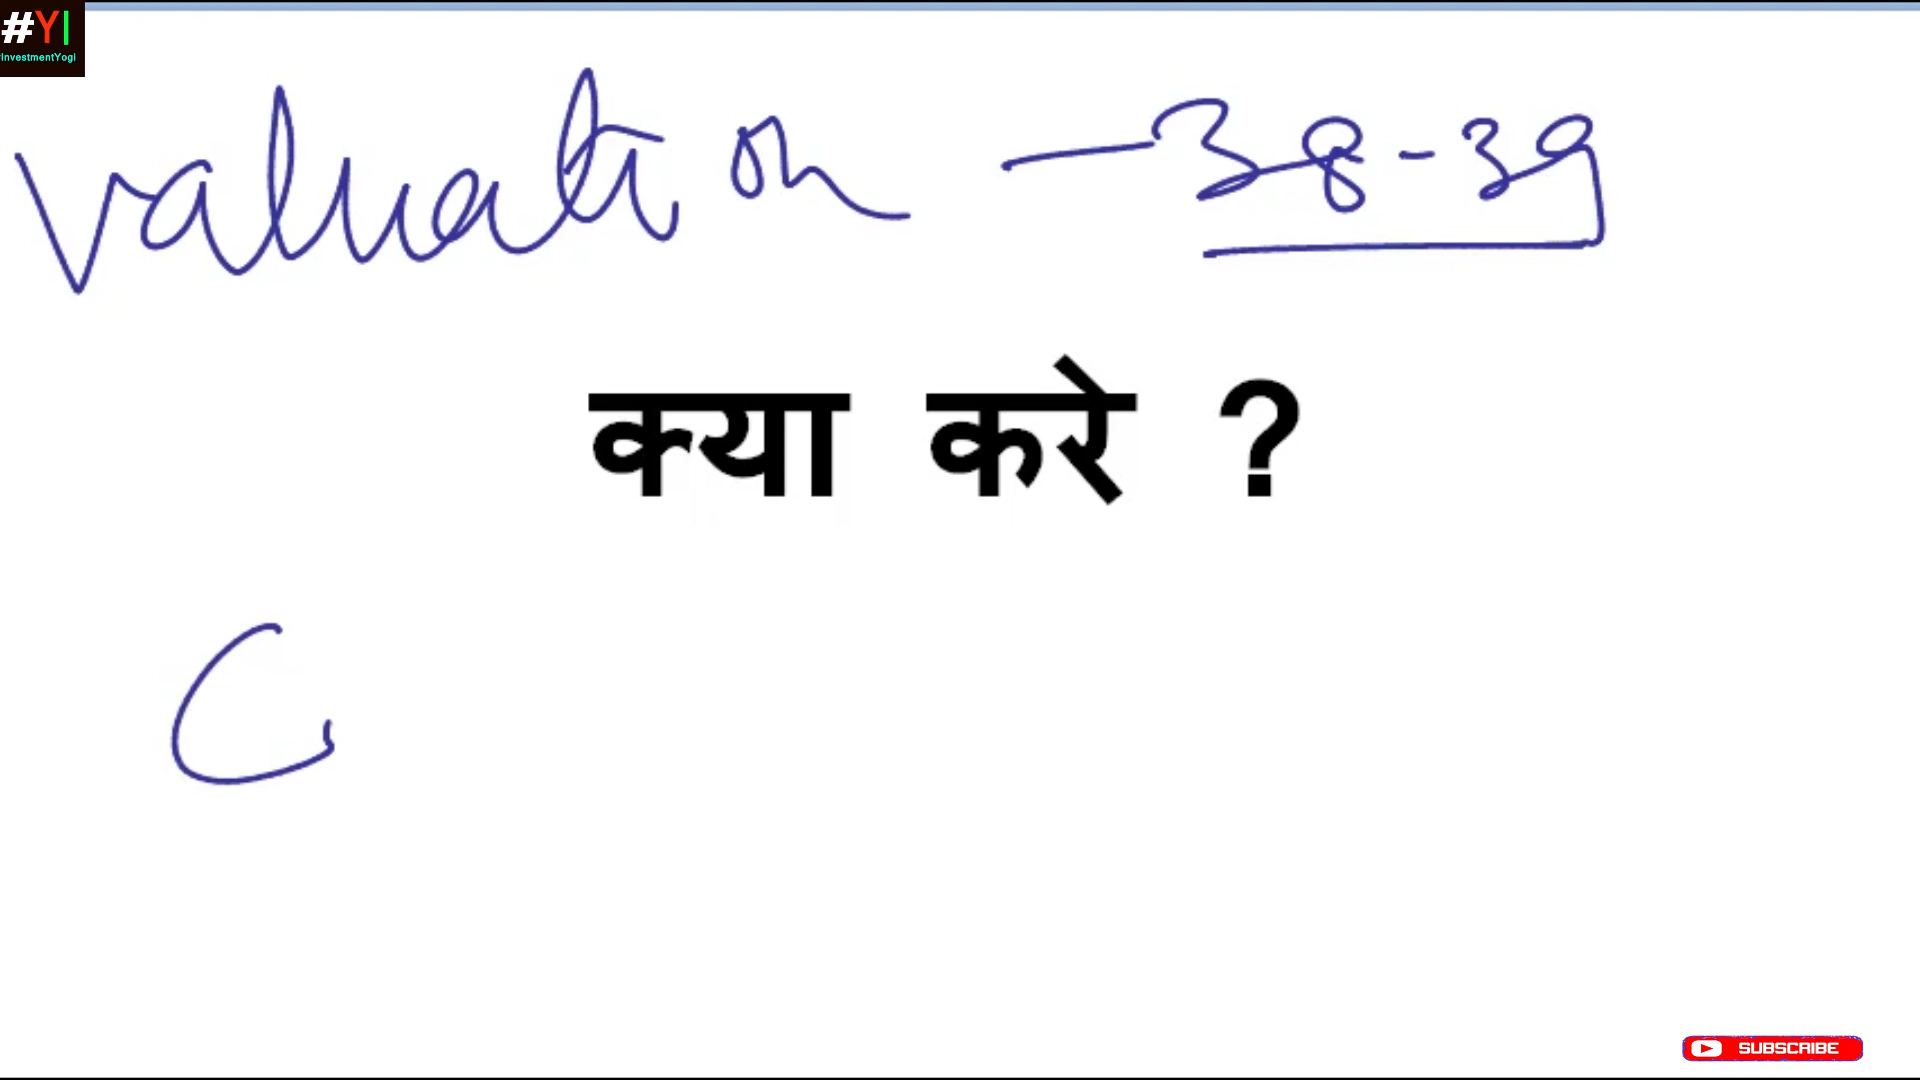 #YI
InvestmentYogi
Valuation - 38-39
क्या करे ?
C
SUBSCRIBE